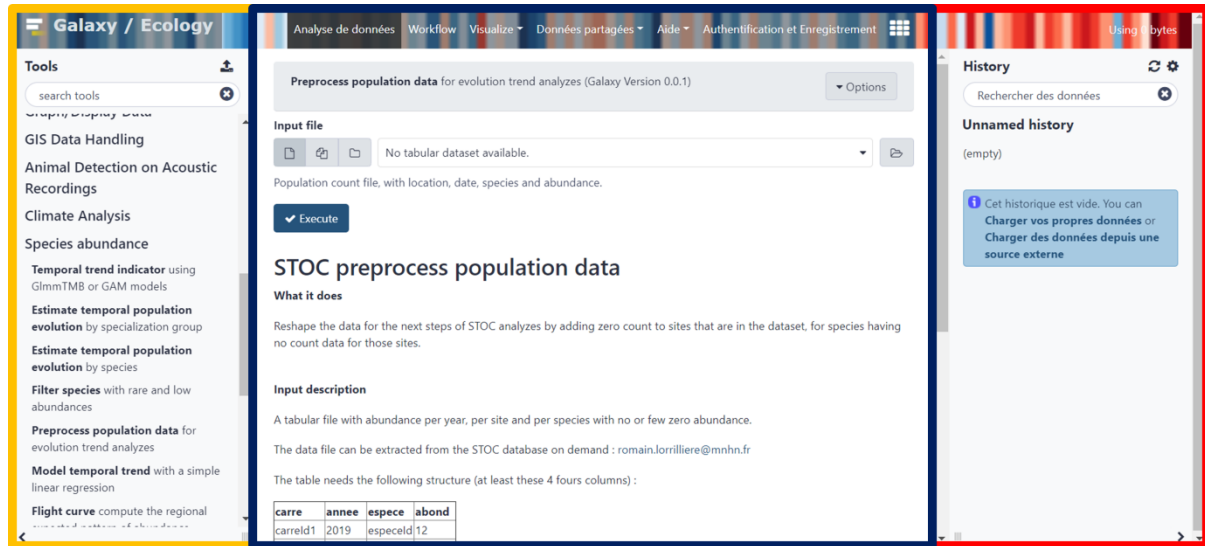 Galaxy / Ecology
Analyse de données Workflow Visualize Données partagées Aide Authentification et Enregistrement
Using 0 bytes
Tools
search tools
Graph/Display Data
GIS Data Handling
Animal Detection on Acoustic
Recordings
Climate Analysis
Species abundance
Temporal trend indicator using
GlmmTMB or GAM models
Estimate temporal population
evolution by specialization group
Estimate temporal population
evolution by species
Filter species with rare and low
abundances
Preprocess population data for
evolution trend analyzes
Model temporal trend with a simple
linear regression
Flight curve compute the regional
expected pattern of abundance
Preprocess population data for evolution trend analyzes (Galaxy Version 0.0.1)
Options
Input file
No tabular dataset available.
Population count file, with location, date, species and abundance.
Execute
STOC preprocess population data
What it does
Reshape the data for the next steps of STOC analyzes by adding zero count to sites that are in the dataset, for species having
no count data for those sites.
Input description
A tabular file with abundance per year, per site and per species with no or few zero abundance.
The data file can be extracted from the STOC database on demand : romain.lorrilliere@mnhn.fr
The table needs the following structure (at least these 4 fours columns) :
carre annee espece abond
carreId1 2019 especeId 12
History
Rechercher des données
Unnamed history
(empty)
Cet historique est vide. You can
Charger vos propres données or
Charger des données depuis une
source externe